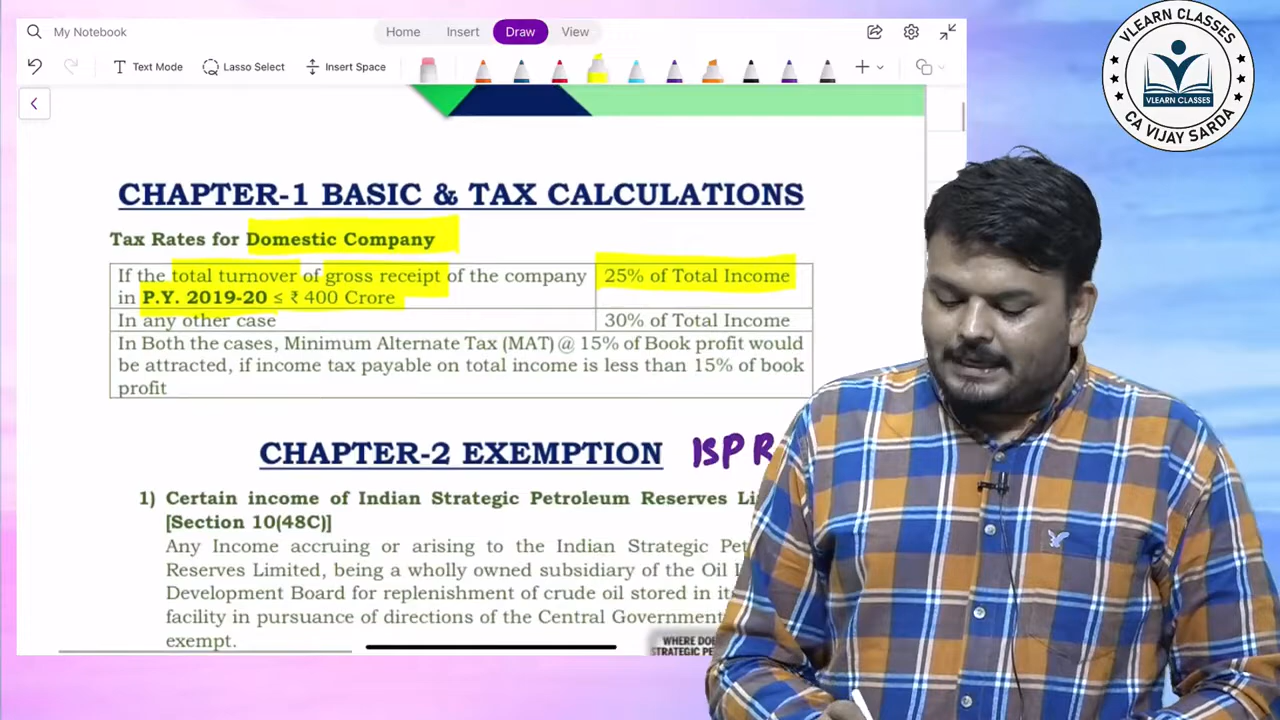 My Notebook
Home Insert Draw View
Text Mode Lasso Select Insert Space
VLEARN CLASSES
VLEARN CLASSES
CA VIJAY SARDA
CHAPTER-1 BASIC & TAX CALCULATIONS
Tax Rates for Domestic Company
If the total turnover of gross receipt of the company 25% of Total Income
in P.Y. 2019-20 ≤ ₹ 400 Crore
In any other case 30% of Total Income
In Both the cases, Minimum Alternate Tax (MAT) @ 15% of Book profit would
be attracted, if income tax payable on total income is less than 15% of book
profit
CHAPTER-2 EXEMPTION ISPR
1) Certain income of Indian Strategic Petroleum Reserves
[Section 10(48C)]
Any Income accruing or arising to the Indian Strategic
Reserves Limited, being a wholly owned subsidiary of the Oil
Development Board for replenishment of crude oil stored in
facility in pursuance of directions of the Central Government
exempt.
WHERE
STRATEGIC